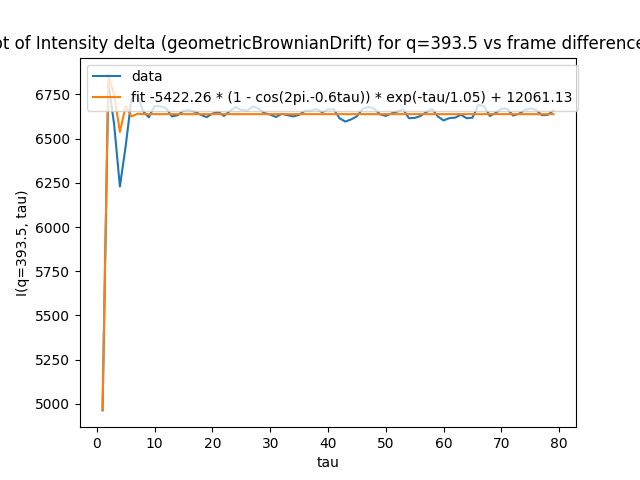 of Intensity delta (geometricBrownianDrift) for q=393.5 vs frame difference
data
fit -5422.26 * (1 - cos(2pi.-0.6tau)) * exp(-tau/1.05) + 12061.13
6750
6500
6250
6000
5750
5500
5250
5000
I(q=393.5, tau)
0 10 20 30 40 50 60 70 80
tau